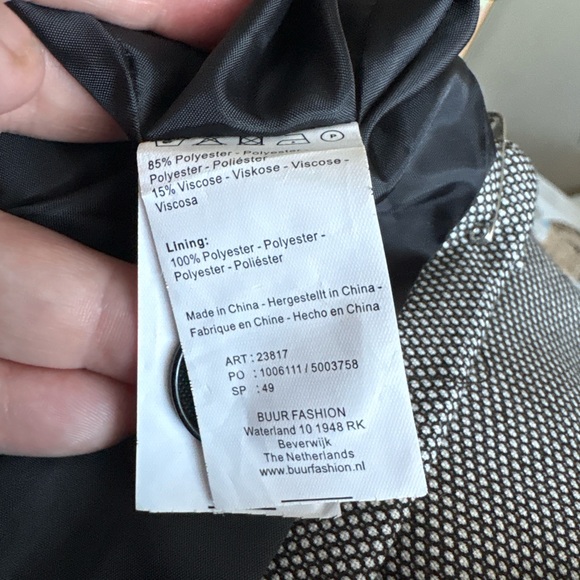 P
85% Polyester - Polyester -
Polyester - Poliéster
15% Viscose - Viskose - Viscose -
Viscosa
Lining:
100% Polyester - Polyester -
Polyester - Poliéster
Made in China - Hergestellt in China -
Fabrique en Chine - Hecho en China
ART : 23817
PO : 1006111 / 5003758
SP : 49
BUUR FASHION
Waterland 10 1948 RK
Beverwijk
The Netherlands
www.buurfashion.nl